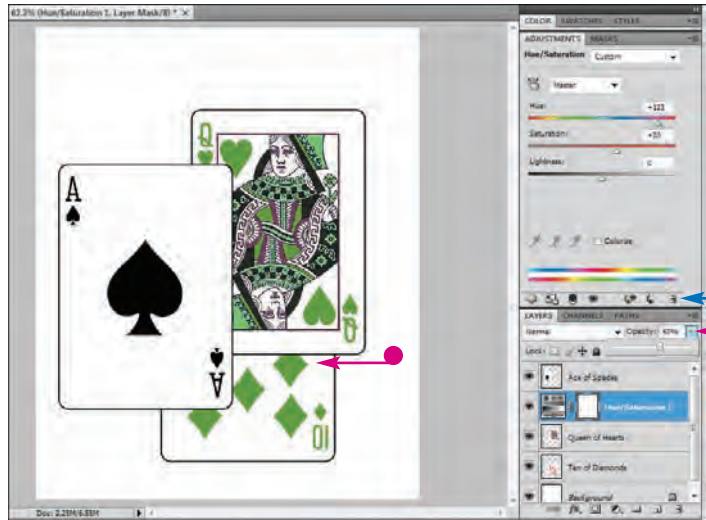 62.3% (Hue/Saturation 1, Layer Mask/8) *
COLOR SWATCHES STYLES
ADJUSTMENTS MASKS
Hue/Saturation Custom
Master
Hue:
Saturation:
Lightness: 0
Colorize
Q
A
Q
A
10
LAYERS CHANNELS PATHS
Normal Opacity: 60%
Lock:
Ace of Spades
Hue/Saturation 1
Queen of Hearts
Ten of Diamonds
Background
Doc: 2.25M/6.85M